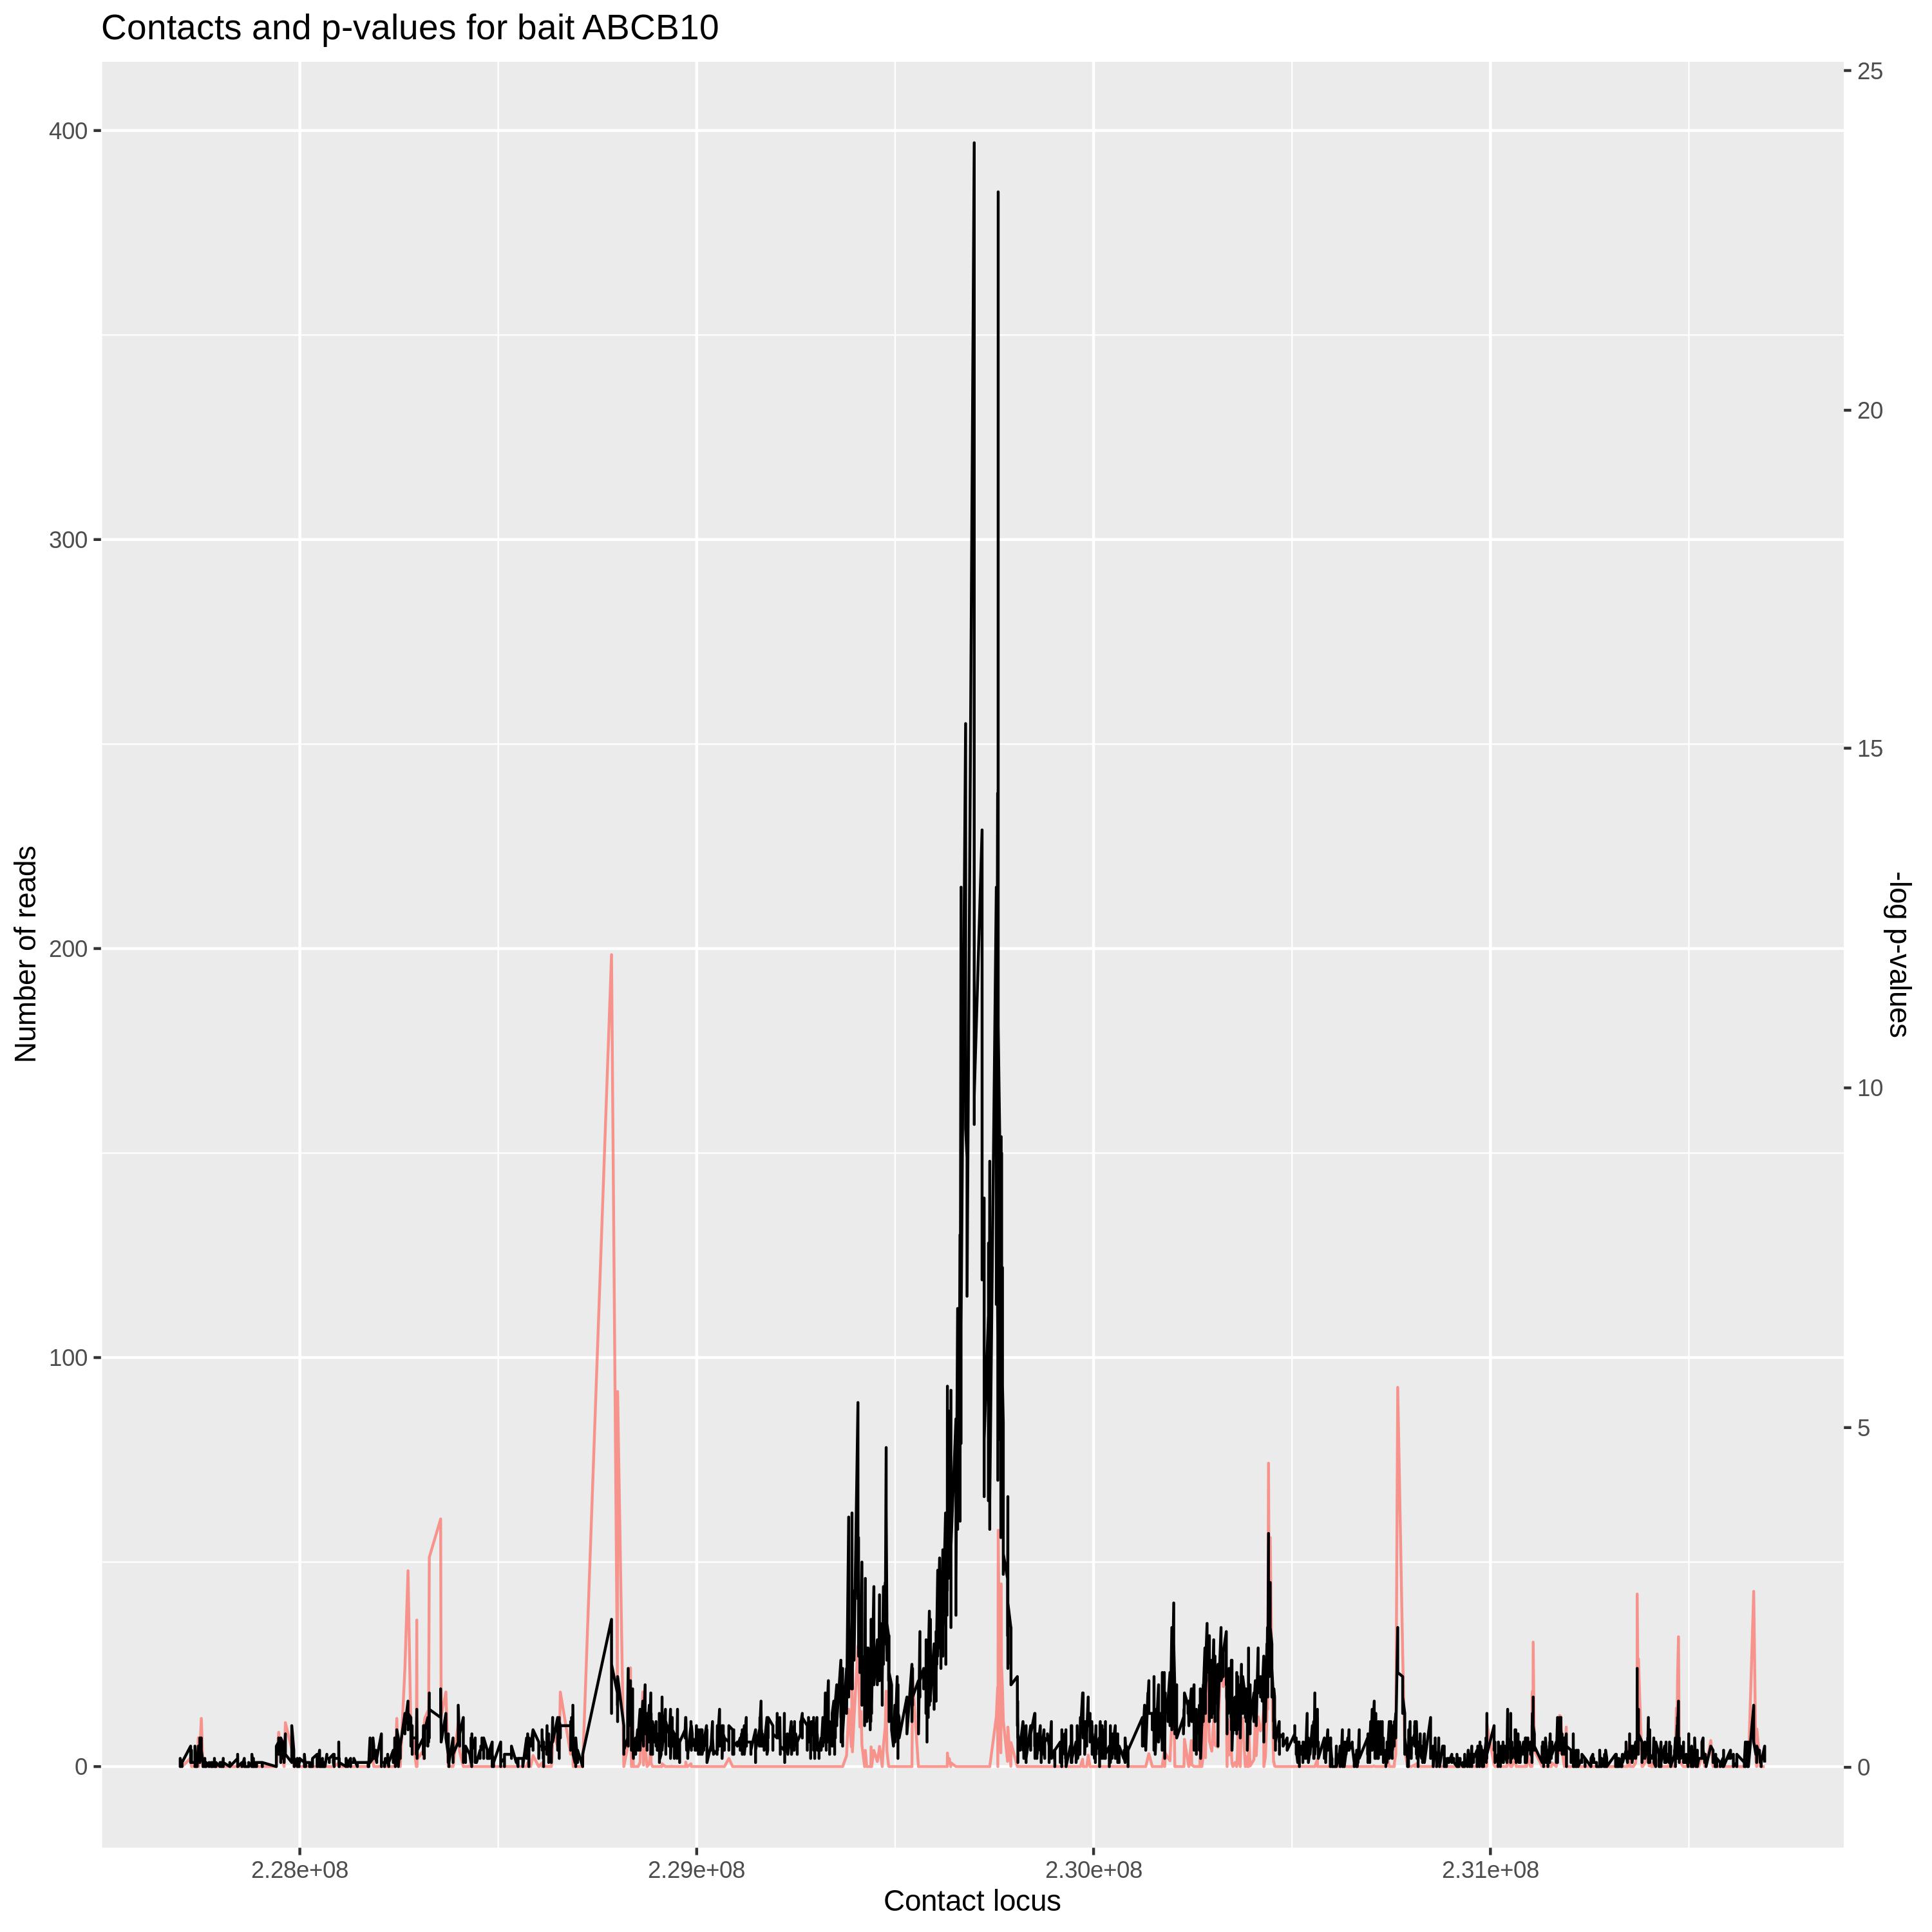 Contacts and p-values for bait ABCB10
400
300
200
100
0
Number of reads
25
20
15
10
5
0
-log p-values
2.28e+08
2.29e+08
2.30e+08
2.31e+08
Contact locus